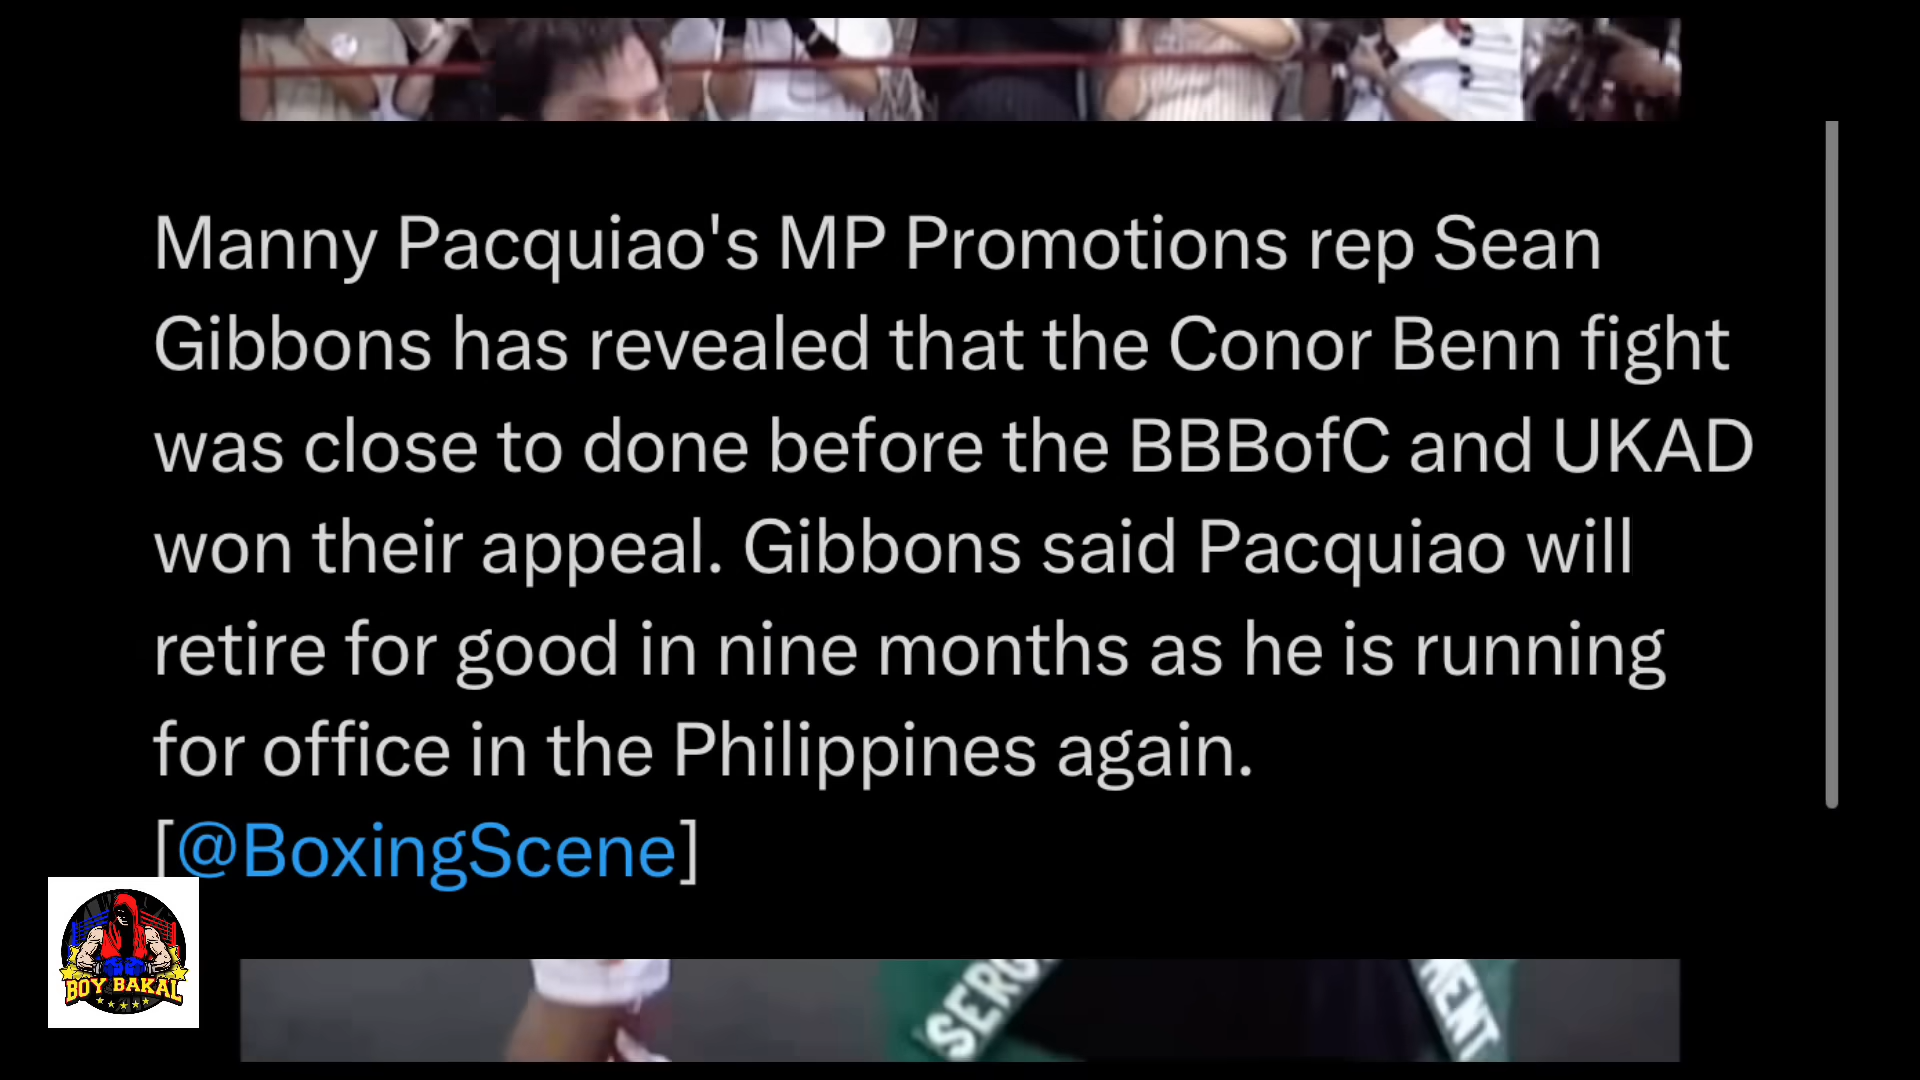 Manny Pacquiao's MP Promotions rep Sean
Gibbons has revealed that the Conor Benn fight
was close to done before the BBBofC and UKAD
won their appeal. Gibbons said Pacquiao will
retire for good in nine months as he is running
for office in the Philippines again.
[@BoxingScene]
BOY BAKAL